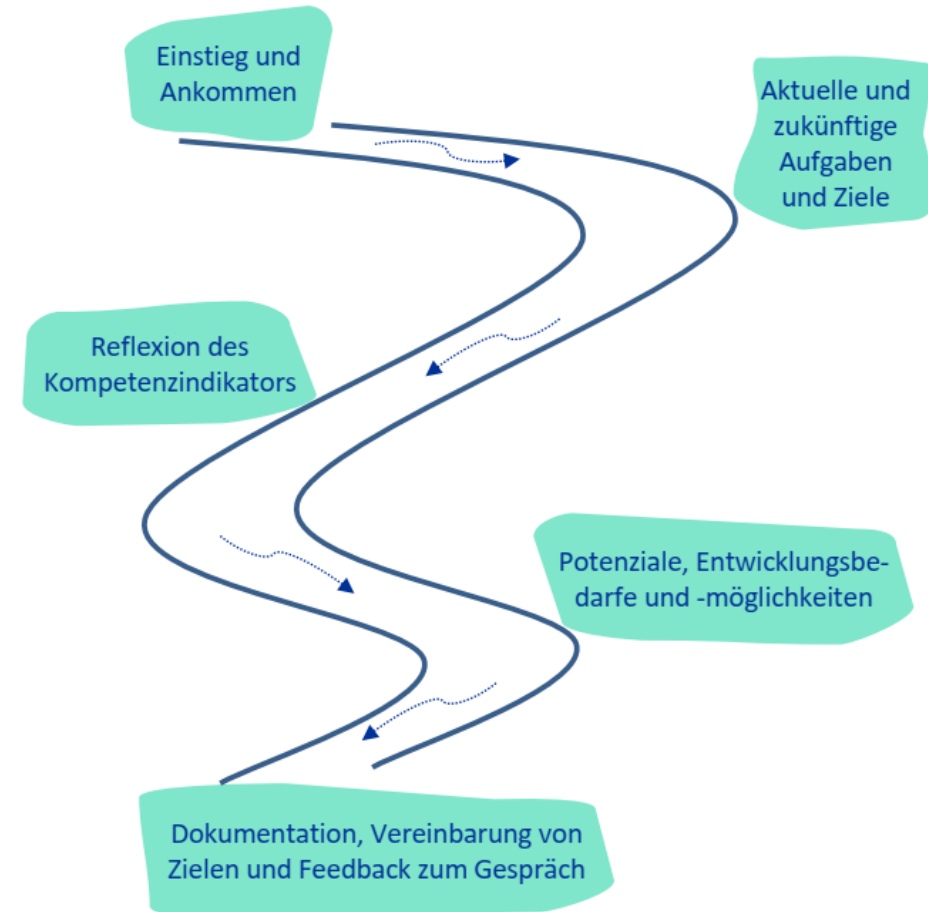 Einstieg und
Ankommen
Aktuelle und
zukünftige
Aufgaben
und Ziele
Reflexion des
Kompetenzindikators
Potenziale, Entwicklungsbe-
darfe und -möglichkeiten
Dokumentation, Vereinbarung von
Zielen und Feedback zum Gespräch